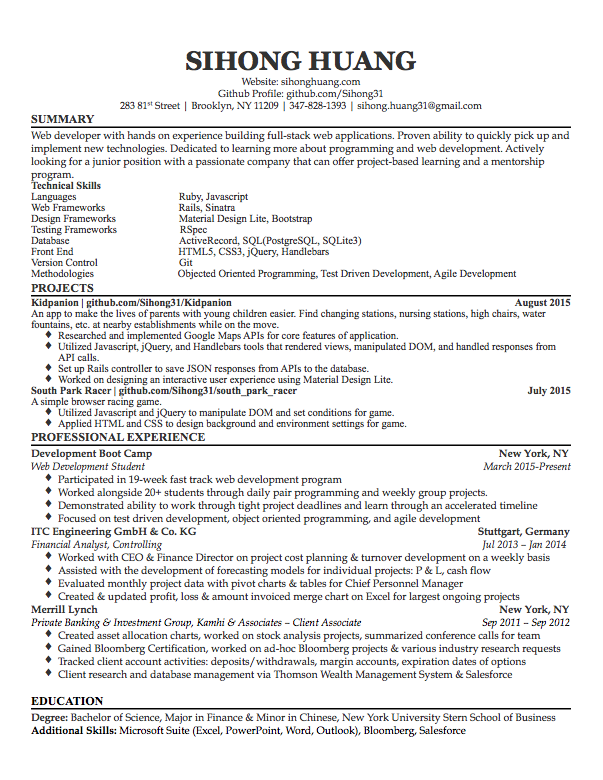 SIHONG HUANG
Website: sihonghuang.com
Github Profile: github.com/Sihong31
283 81st Street | Brooklyn, NY 11209 | 347-828-1393 | sihong.huang31@gmail.com
SUMMARY
Web developer with hands on experience building full-stack web applications. Proven ability to quickly pick up and
implement new technologies. Dedicated to learning more about programming and web development. Actively
looking for a junior position with a passionate company that can offer project-based learning and a mentorship
program.
Technical Skills
Languages Ruby, Javascript
Web Frameworks Rails, Sinatra
Design Frameworks Material Design Lite, Bootstrap
Testing Frameworks RSpec
Database ActiveRecord, SQL(PostgreSQL, SQLite3)
Front End HTML5, CSS3, jQuery, Handlebars
Version Control Git
Methodologies Objected Oriented Programming, Test Driven Development, Agile Development
PROJECTS
Kidpanion | github.com/Sihong31/Kidpanion August 2015
An app to make the lives of parents with young children easier. Find changing stations, nursing stations, high chairs, water
fountains, etc. at nearby establishments while on the move.
♦ Researched and implemented Google Maps APIs for core features of application.
♦ Utilized Javascript, jQuery, and Handlebars tools that rendered views, manipulated DOM, and handled responses from
API calls.
♦ Set up Rails controller to save JSON responses from APIs to the database.
♦ Worked on designing an interactive user experience using Material Design Lite.
South Park Racer | github.com/Sihong31/south_park_racer July 2015
A simple browser racing game.
♦ Utilized Javascript and jQuery to manipulate DOM and set conditions for game.
♦ Applied HTML and CSS to design background and environment settings for game.
PROFESSIONAL EXPERIENCE
Development Boot Camp New York, NY
Web Development Student March 2015-Present
♦ Participated in 19-week fast track web development program
♦ Worked alongside 20+ students through daily pair programming and weekly group projects.
♦ Demonstrated ability to work through tight project deadlines and learn through an accelerated timeline
♦ Focused on test driven development, object oriented programming, and agile development
ITC Engineering GmbH & Co. KG Stuttgart, Germany
Financial Analyst, Controlling Jul 2013 – Jan 2014
♦ Worked with CEO & Finance Director on project cost planning & turnover development on a weekly basis
♦ Assisted with the development of forecasting models for individual projects: P & L, cash flow
♦ Evaluated monthly project data with pivot charts & tables for Chief Personnel Manager
♦ Created & updated profit, loss & amount invoiced merge chart on Excel for largest ongoing projects
Merrill Lynch New York, NY
Private Banking & Investment Group, Kamhi & Associates – Client Associate Sep 2011 – Sep 2012
♦ Created asset allocation charts, worked on stock analysis projects, summarized conference calls for team
♦ Gained Bloomberg Certification, worked on ad-hoc Bloomberg projects & various industry research requests
♦ Tracked client account activities: deposits/withdrawals, margin accounts, expiration dates of options
♦ Client research and database management via Thomson Wealth Management System & Salesforce
EDUCATION
Degree: Bachelor of Science, Major in Finance & Minor in Chinese, New York University Stern School of Business
Additional Skills: Microsoft Suite (Excel, PowerPoint, Word, Outlook), Bloomberg, Salesforce